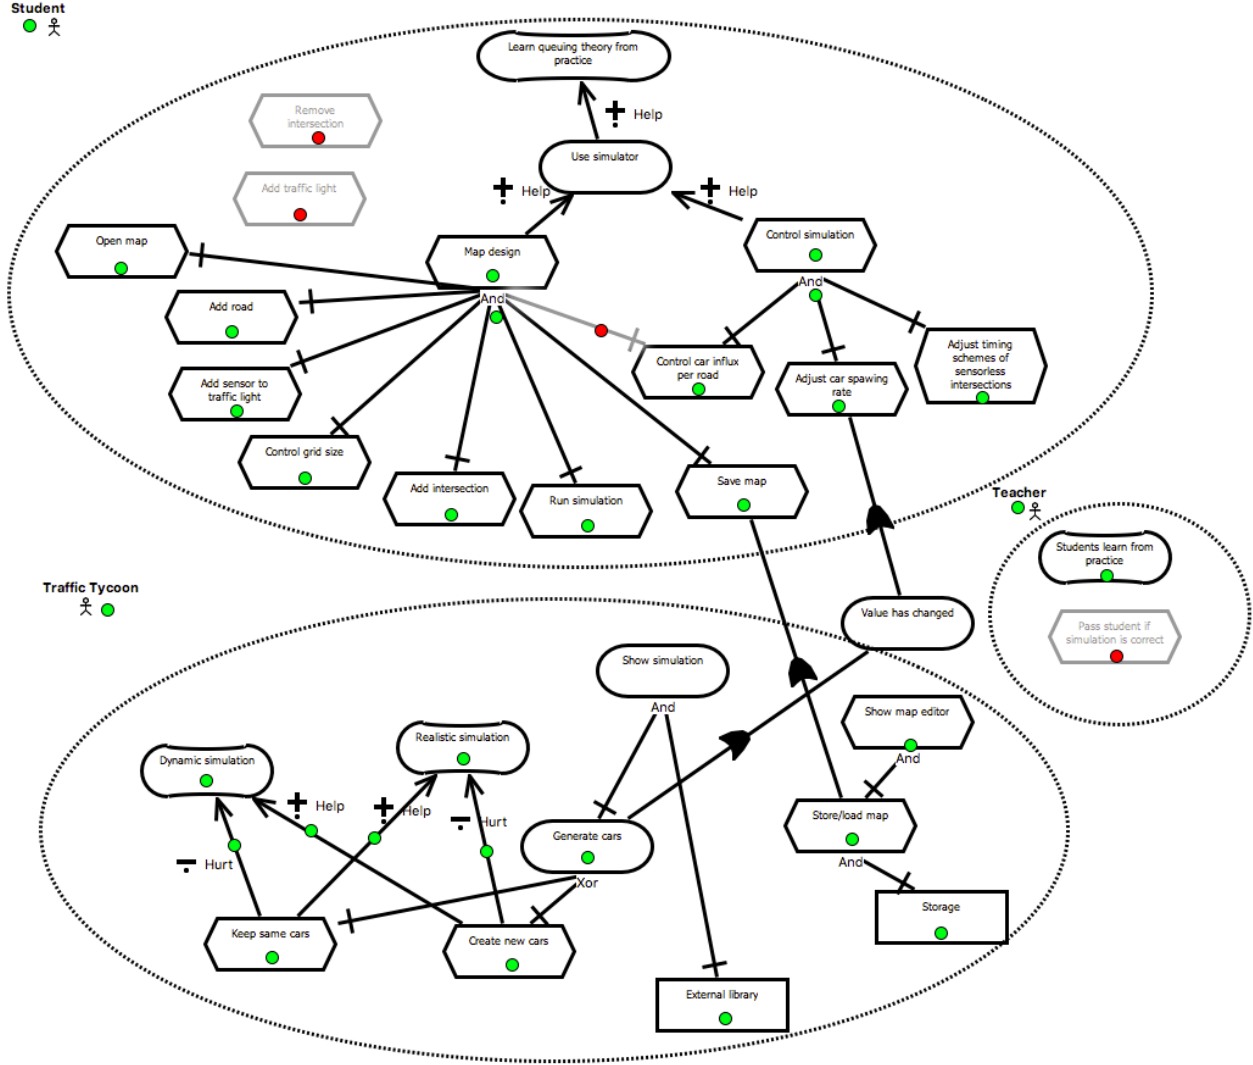 Student
Learn queuing theory from
practice
Help
Remove
intersection
Use simulator
Add traffic light
Help
Help
Open map
Map design
Control simulation
And
And
Add road
Control car influx
per road
Adjust car spawing
rate
Adjust timing
schemes of
sensorless
intersections
Add sensor to
traffic light
Control grid size
Add intersection
Run simulation
Save map
Teacher
Students learn from
practice
Pass student if
simulation is correct
Traffic Tycoon
Value has changed
Show simulation
And
Show map editor
And
Dynamic simulation
Realistic simulation
Help
Help
Hurt
Hurt
Generate cars
Xor
Store/load map
And
Storage
Keep same cars
Create new cars
External library